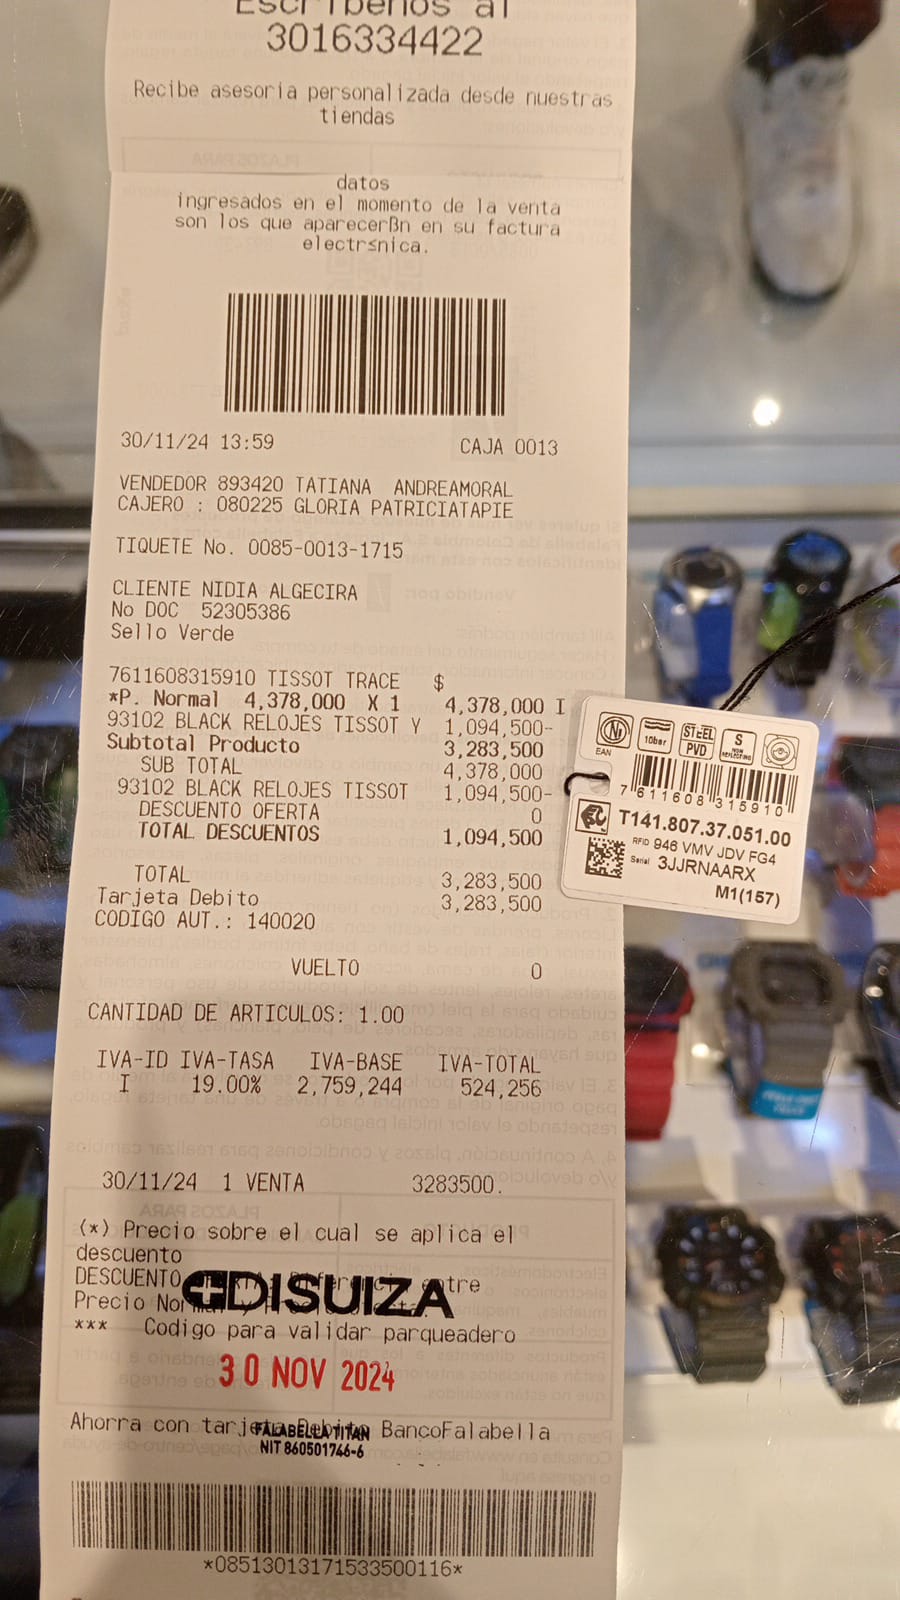 Escríbenos al
3016334422
Recibe asesoria personalizada desde nuestras
tiendas
datos
ingresados en el momento de la venta
son los que aparecerßn en su factura
electr≤nica.
30/11/24 13:59 CAJA 0013
VENDEDOR 893420 TATIANA ANDREAMORAL
CAJERO : 080225 GLORIA PATRICIATAPIE
TIQUETE No. 0085-0013-1715
CLIENTE NIDIA ALGECIRA
No DOC 52305386
Sello Verde
7611608315910 TISSOT TRACE $
*P. Normal 4,378,000 X 1 4,378,000 I
93102 BLACK RELOJES TISSOT Y 1,094,500-
Subtotal Producto 3,283,500
SUB TOTAL 4,378,000
93102 BLACK RELOJES TISSOT 1,094,500-
DESCUENTO OFERTA 0
TOTAL DESCUENTOS 1,094,500
TOTAL 3,283,500
Tarjeta Debito 3,283,500
CODIGO AUT.: 140020
VUELTO 0
CANTIDAD DE ARTICULOS: 1.00
IVA-ID IVA-TASA IVA-BASE IVA-TOTAL
I 19.00% 2,759,244 524,256
30/11/24 1 VENTA 3283500.
(*) Precio sobre el cual se aplica el
descuento
DESCUENTO entre
Precio
DISUIZA
*** Codigo para validar parqueadero
30 NOV 2024
Ahorra con tarjeta Debito BancoFalabella
FALABELLA TITAN
NIT 860501746-6
*08513013171533500116*
EAN
10bar
STEEL
PVD
S
NON
REFLECTING
7 611608 315910
T141.807.37.051.00
RFID 946 VMV JDV FG4
Serial 3JJRNAARX
M1(157)